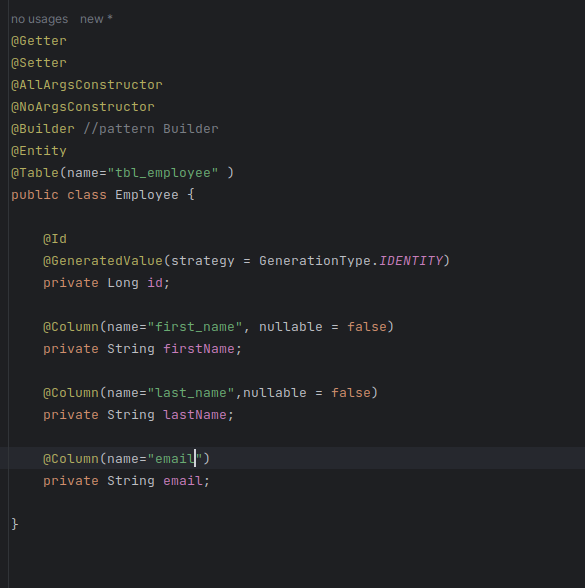 no usages   new *
@Getter
@Setter
@AllArgsConstructor
@NoArgsConstructor
@Builder //pattern Builder
@Entity
@Table(name="tbl_employee" )
public class Employee {
    @Id
    @GeneratedValue(strategy = GenerationType.IDENTITY)
    private Long id;
    @Column(name="first_name", nullable = false)
    private String firstName;
    @Column(name="last_name",nullable = false)
    private String lastName;
    @Column(name="email")
    private String email;
}